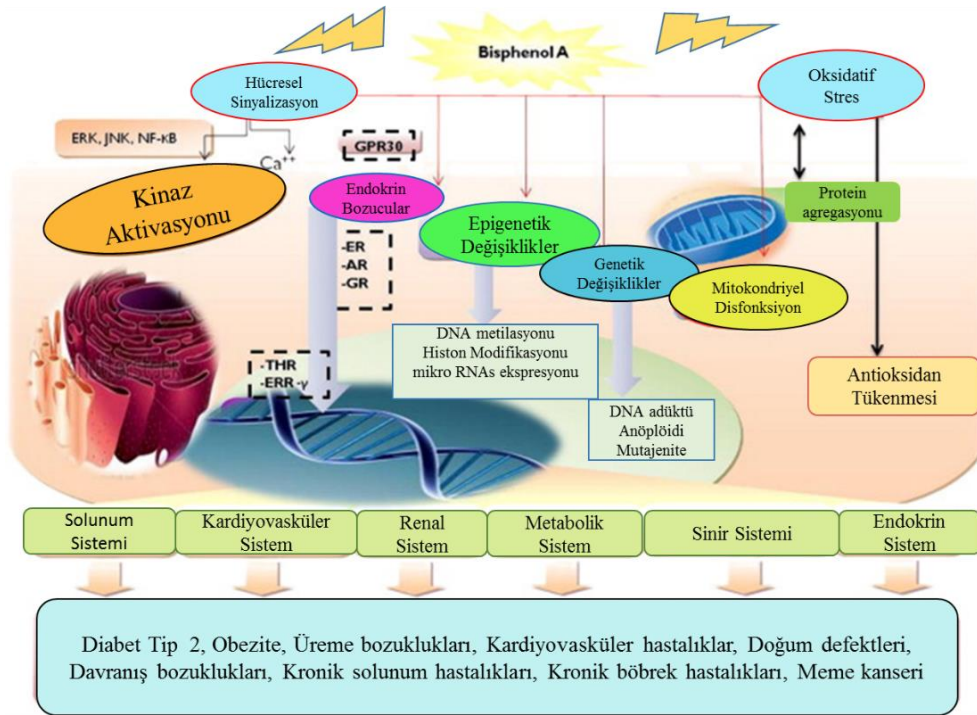 Bisphenol A
Hücresel
Sinyalizasyon
Oksidatif
Stres
ERK, JNK, NF-κB
Ca++
GPR30
Kinaz
Aktivasyonu
Endokrin
Bozucular
Protein
agregasyonu
Epigenetik
Değişiklikler
-ER
-AR
-GR
Genetik
Değişiklikler
Mitokondriyel
Disfonksiyon
DNA metilasyonu
Histon Modifikasyonu
mikro RNAs ekspresyonu
-THR
-ERR-γ
Antioksidan
Tükenmesi
DNA adüktü
Anöplöidi
Mutajenite
Solunum
Sistemi
Kardiyovasküler
Sistem
Renal
Sistem
Metabolik
Sistem
Sinir Sistemi
Endokrin
Sistem
Diabet Tip 2, Obezite, Üreme bozuklukları, Kardiyovasküler hastalıklar, Doğum defektleri,
Davranış bozuklukları, Kronik solunum hastalıkları, Kronik böbrek hastalıkları, Meme kanseri